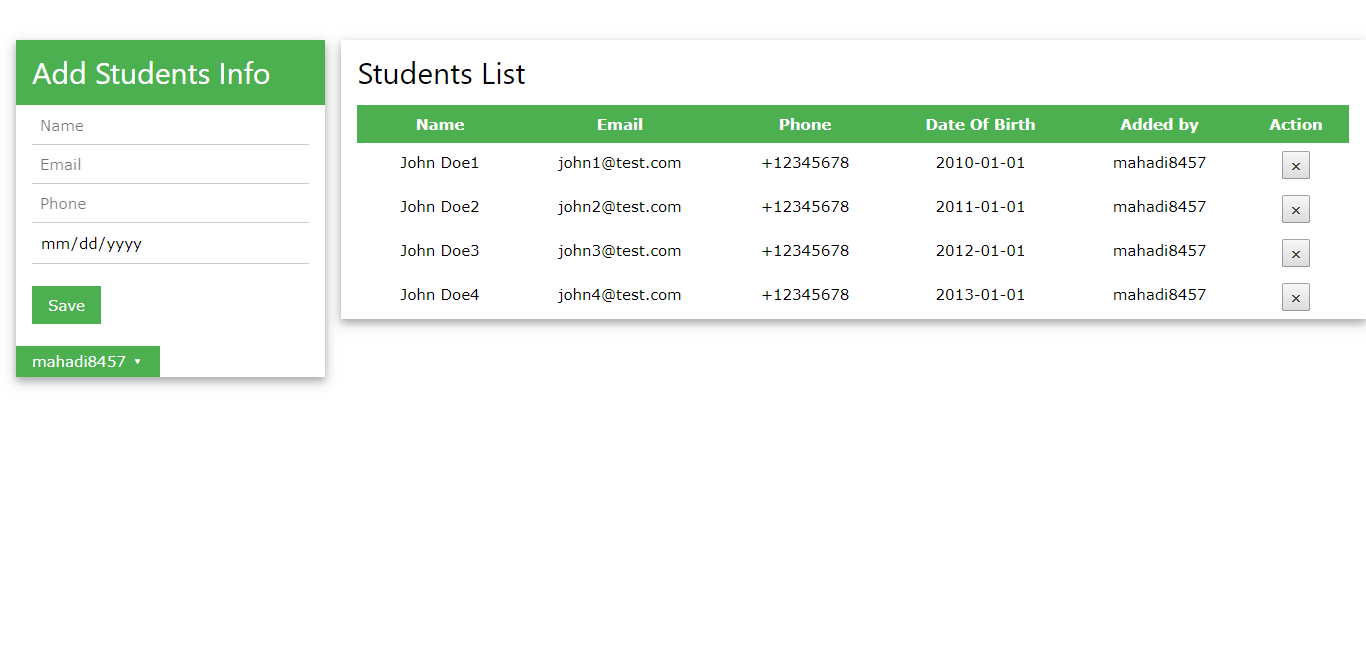 Add Students Info
Name
Email
Phone
mm/dd/yyyy
Save
mahadi8457 ▼
Students List
Name Email Phone Date Of Birth Added by Action
John Doe1 john1@test.com +12345678 2010-01-01 mahadi8457 ×
John Doe2 john2@test.com +12345678 2011-01-01 mahadi8457 ×
John Doe3 john3@test.com +12345678 2012-01-01 mahadi8457 ×
John Doe4 john4@test.com +12345678 2013-01-01 mahadi8457 ×